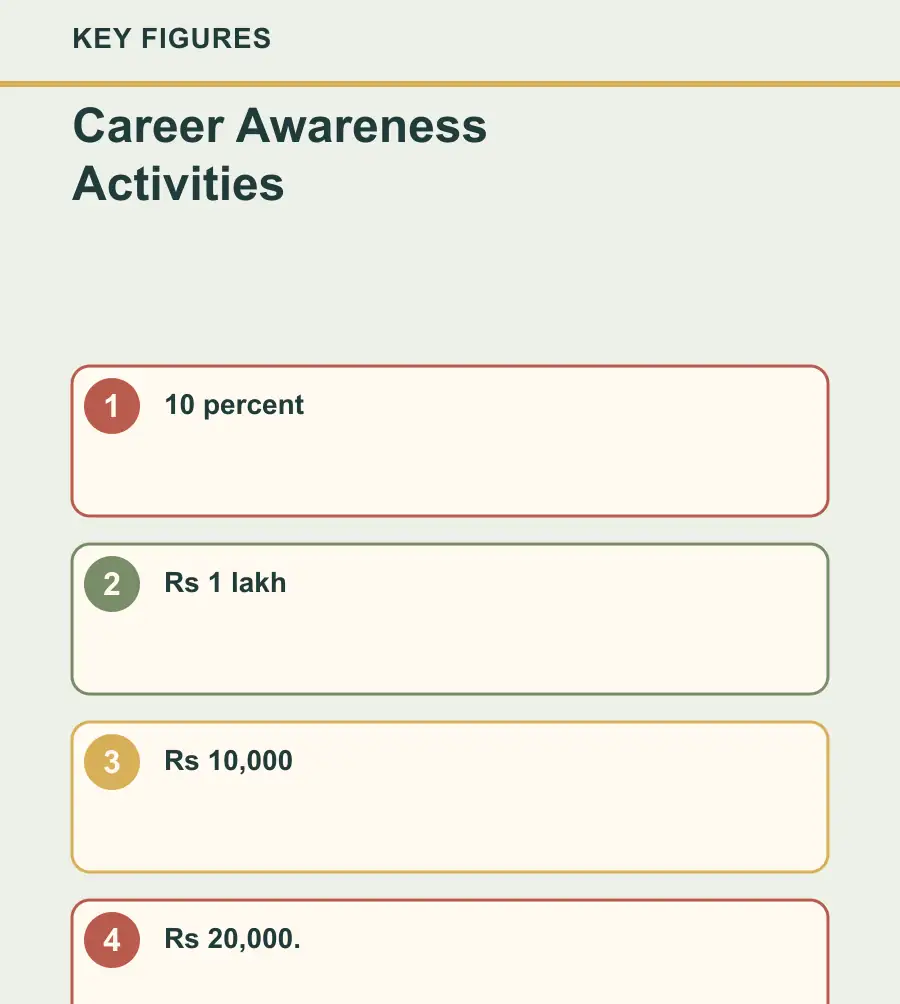 KEY FIGURES
Career Awareness
Activities
1
10 percent
2
Rs 1 lakh
3
Rs 10,000
4
Rs 20,000.